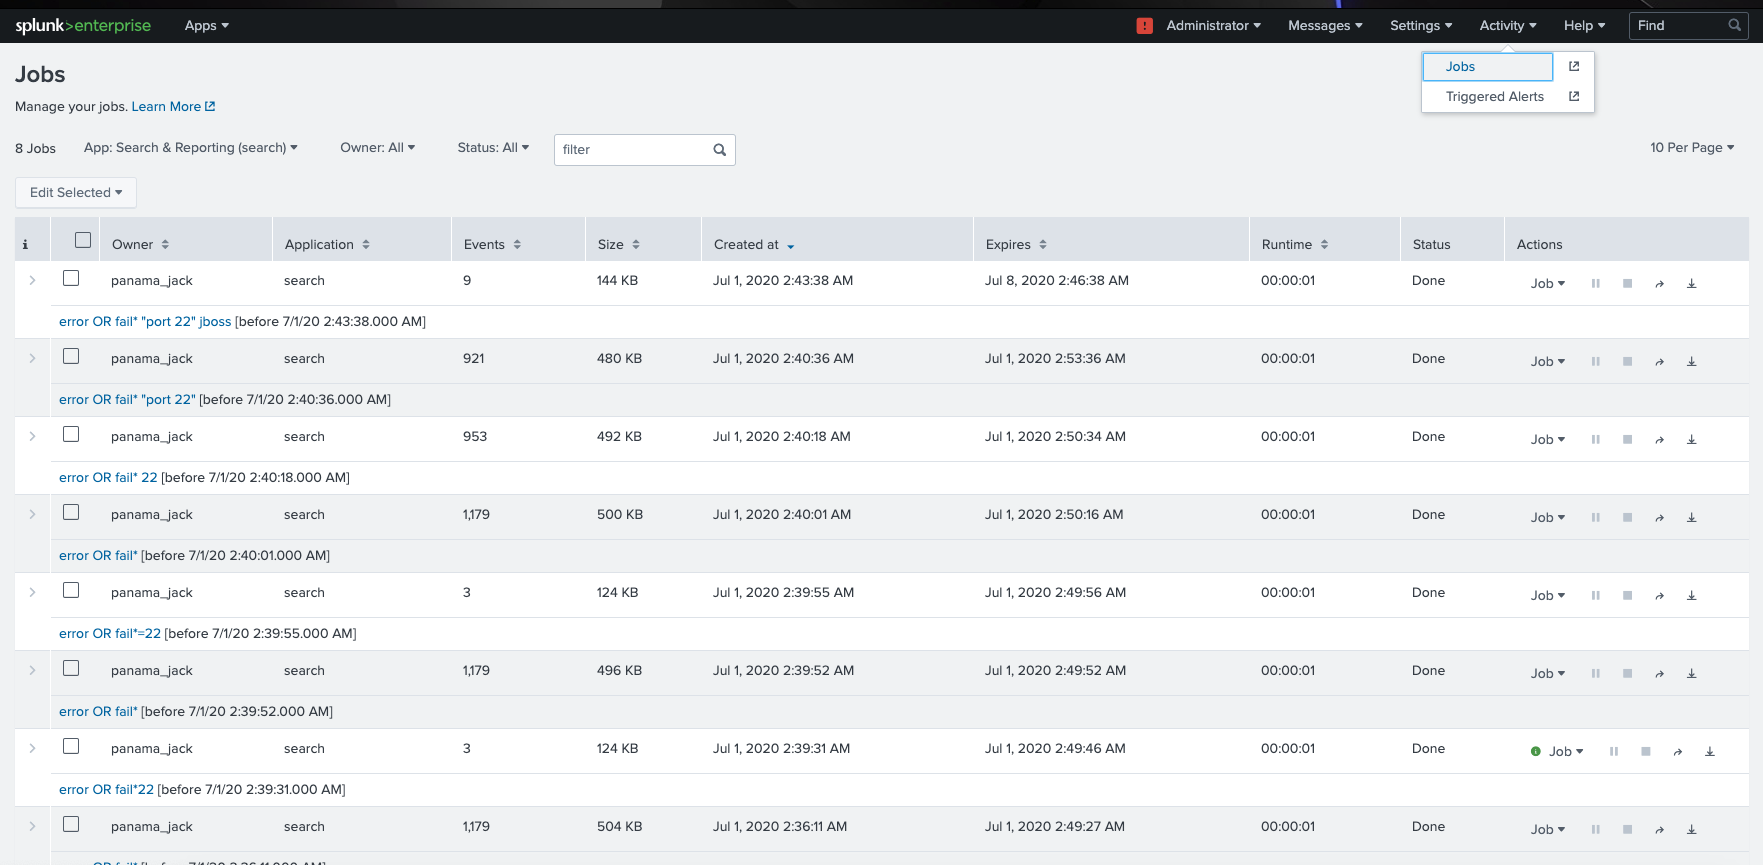 splunk>enterprise Apps Administrator Messages Settings Activity Help Find
Jobs
Triggered Alerts
Jobs
Manage your jobs. Learn More
8 Jobs App: Search & Reporting (search) Owner: All Status: All filter 10 Per Page
Edit Selected
i Owner Application Events Size Created at Expires Runtime Status Actions
panama_jack search 9 144 KB Jul 1, 2020 2:43:38 AM Jul 8, 2020 2:46:38 AM 00:00:01 Done Job
error OR fail* "port 22" jboss [before 7/1/20 2:43:38.000 AM]
panama_jack search 921 480 KB Jul 1, 2020 2:40:36 AM Jul 1, 2020 2:53:36 AM 00:00:01 Done Job
error OR fail* "port 22" [before 7/1/20 2:40:36.000 AM]
panama_jack search 953 492 KB Jul 1, 2020 2:40:18 AM Jul 1, 2020 2:50:34 AM 00:00:01 Done Job
error OR fail* 22 [before 7/1/20 2:40:18.000 AM]
panama_jack search 1,179 500 KB Jul 1, 2020 2:40:01 AM Jul 1, 2020 2:50:16 AM 00:00:01 Done Job
error OR fail* [before 7/1/20 2:40:01.000 AM]
panama_jack search 3 124 KB Jul 1, 2020 2:39:55 AM Jul 1, 2020 2:49:56 AM 00:00:01 Done Job
error OR fail*=22 [before 7/1/20 2:39:55.000 AM]
panama_jack search 1,179 496 KB Jul 1, 2020 2:39:52 AM Jul 1, 2020 2:49:52 AM 00:00:01 Done Job
error OR fail* [before 7/1/20 2:39:52.000 AM]
panama_jack search 3 124 KB Jul 1, 2020 2:39:31 AM Jul 1, 2020 2:49:46 AM 00:00:01 Done Job
error OR fail*22 [before 7/1/20 2:39:31.000 AM]
panama_jack search 1,179 504 KB Jul 1, 2020 2:36:11 AM Jul 1, 2020 2:49:27 AM 00:00:01 Done Job